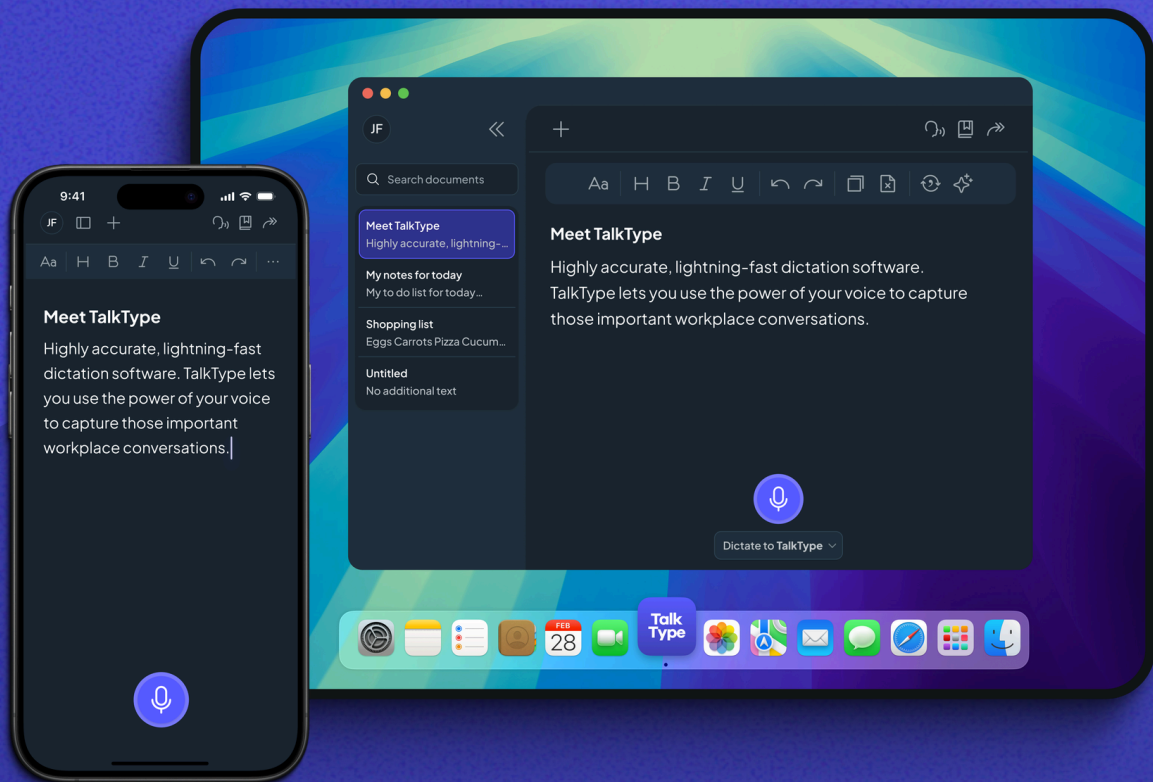 9:41
JF
Aa H B I U ...
Meet TalkType
Highly accurate, lightning-fast
dictation software. TalkType lets
you use the power of your voice
to capture those important
workplace conversations.
JF
Search documents
Meet TalkType
Highly accurate, lightning-...
My notes for today
My to do list for today...
Shopping list
Eggs Carrots Pizza Cucum...
Untitled
No additional text
Aa H B I U
Meet TalkType
Highly accurate, lightning-fast dictation software.
TalkType lets you use the power of your voice to capture
those important workplace conversations.
Dictate to TalkType
FEB
28
Talk
Type